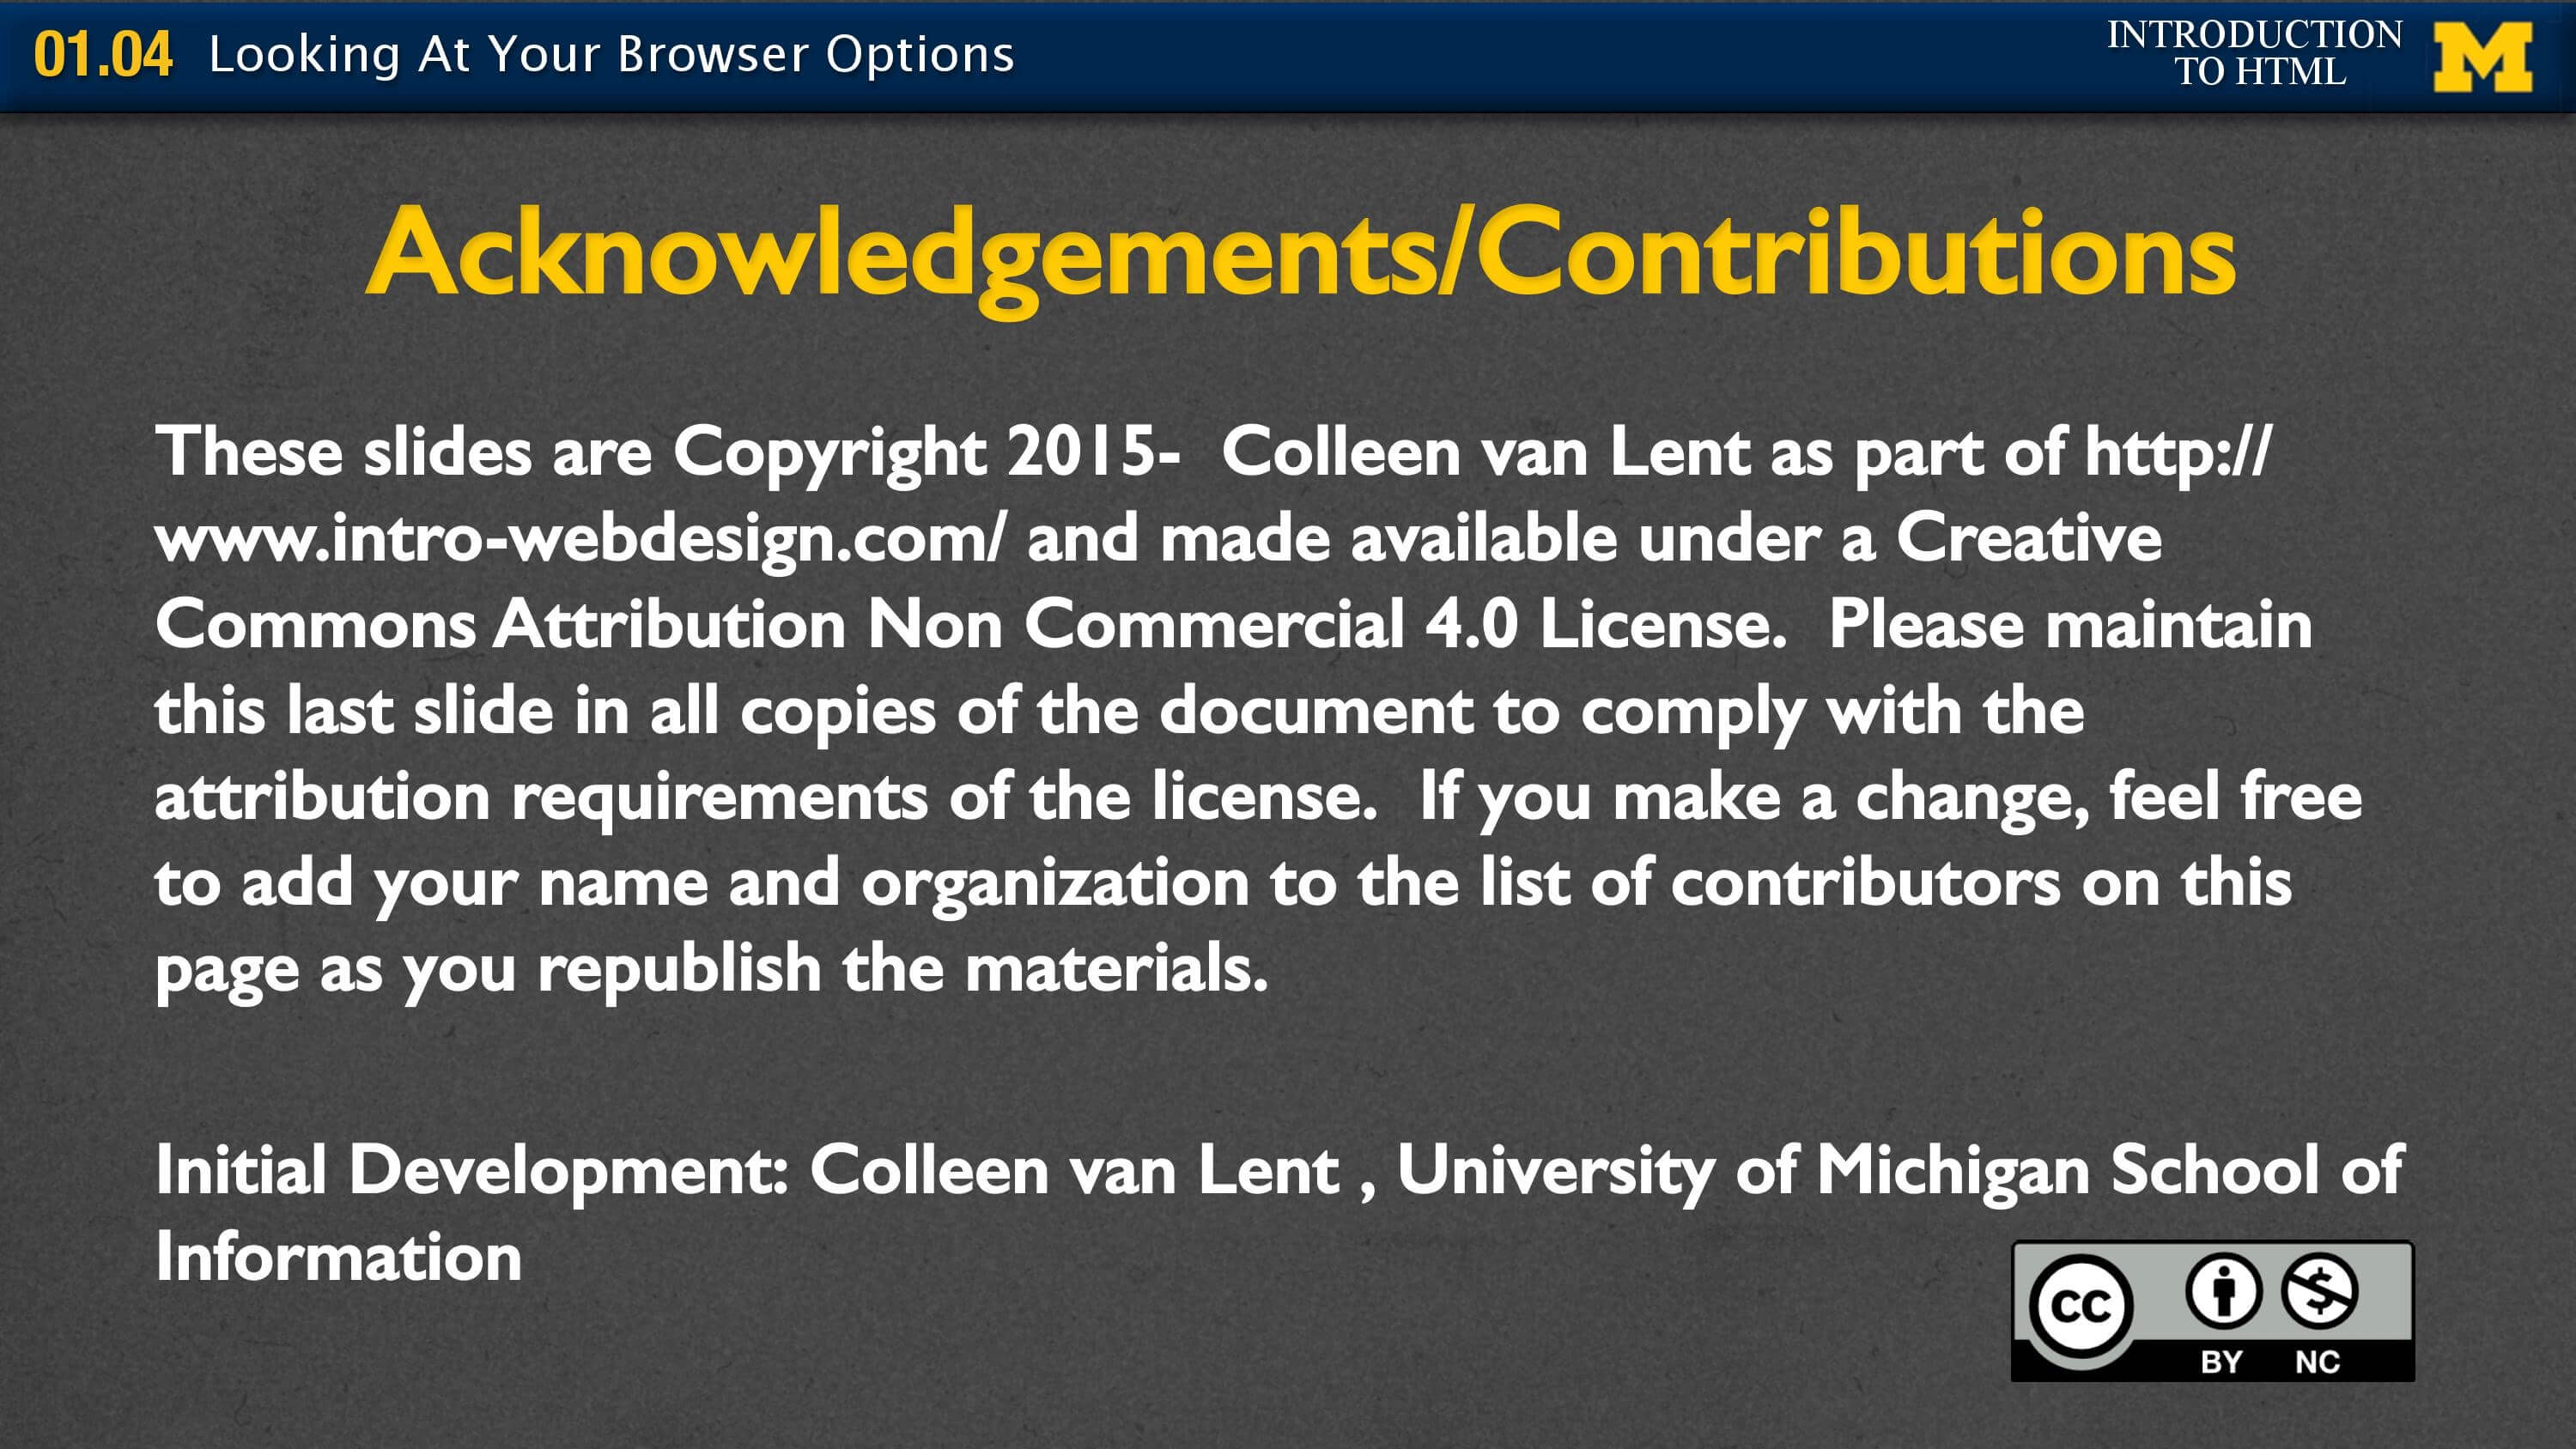 01.04 Looking At Your Browser Options
INTRODUCTION
TO HTML
M
Acknowledgements/Contributions
These slides are Copyright 2015-  Colleen van Lent as part of http://
www.intro-webdesign.com/ and made available under a Creative
Commons Attribution Non Commercial 4.0 License.  Please maintain
this last slide in all copies of the document to comply with the
attribution requirements of the license.  If you make a change, feel free
to add your name and organization to the list of contributors on this
page as you republish the materials.
Initial Development: Colleen van Lent , University of Michigan School of
Information
CC
BY NC